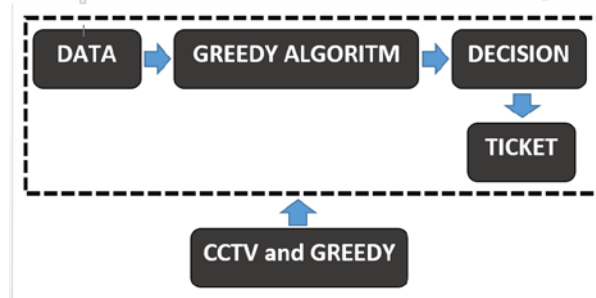 DATA
GREEDY ALGORITM
DECISION
TICKET
CCTV and GREEDY